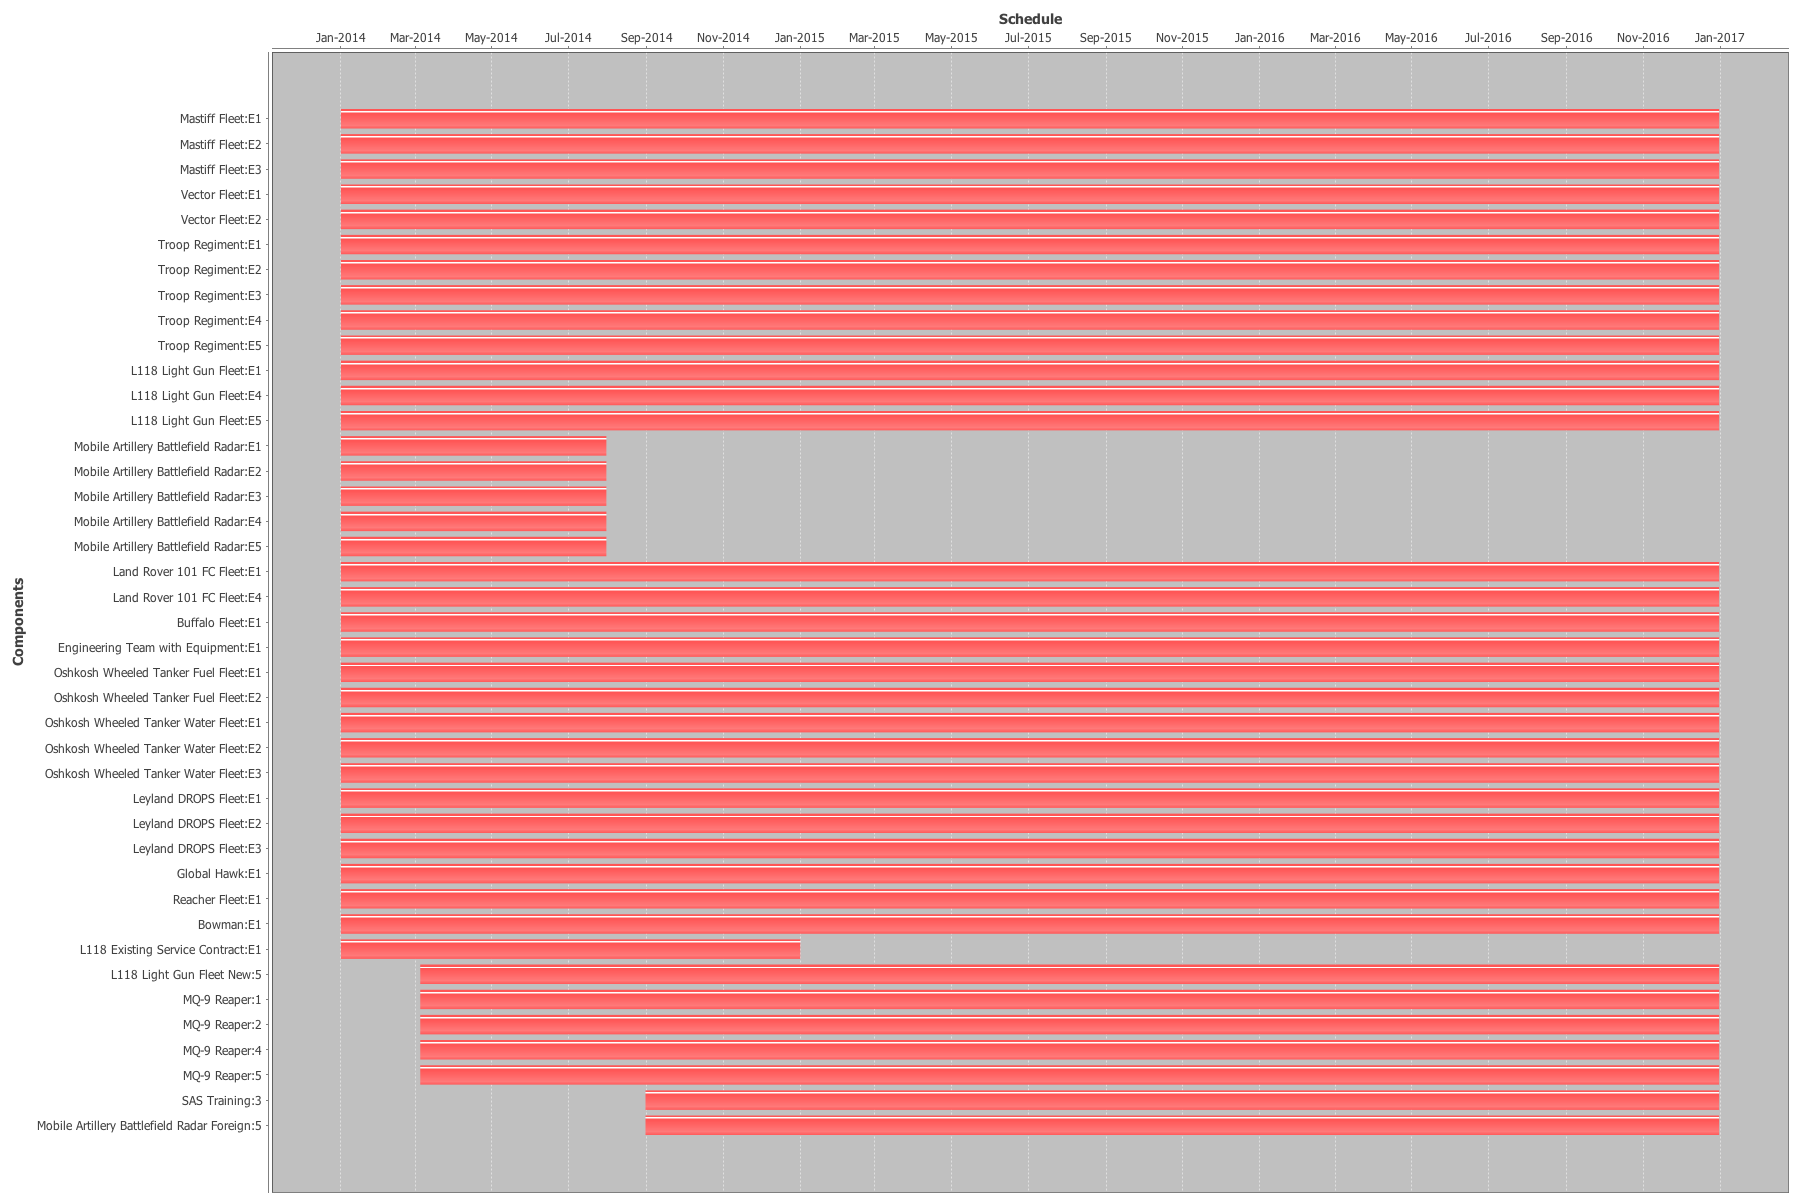 Schedule
Jan-2014 Mar-2014 May-2014 Jul-2014 Sep-2014 Nov-2014 Jan-2015 Mar-2015 May-2015 Jul-2015 Sep-2015 Nov-2015 Jan-2016 Mar-2016 May-2016 Jul-2016 Sep-2016 Nov-2016 Jan-2017
Mastiff Fleet:E1
Mastiff Fleet:E2
Mastiff Fleet:E3
Vector Fleet:E1
Vector Fleet:E2
Troop Regiment:E1
Troop Regiment:E2
Troop Regiment:E3
Troop Regiment:E4
Troop Regiment:E5
L118 Light Gun Fleet:E1
L118 Light Gun Fleet:E4
L118 Light Gun Fleet:E5
Mobile Artillery Battlefield Radar:E1
Mobile Artillery Battlefield Radar:E2
Mobile Artillery Battlefield Radar:E3
Mobile Artillery Battlefield Radar:E4
Mobile Artillery Battlefield Radar:E5
Land Rover 101 FC Fleet:E1
Land Rover 101 FC Fleet:E4
Buffalo Fleet:E1
Engineering Team with Equipment:E1
Oshkosh Wheeled Tanker Fuel Fleet:E1
Oshkosh Wheeled Tanker Fuel Fleet:E2
Oshkosh Wheeled Tanker Water Fleet:E1
Oshkosh Wheeled Tanker Water Fleet:E2
Oshkosh Wheeled Tanker Water Fleet:E3
Leyland DROPS Fleet:E1
Leyland DROPS Fleet:E2
Leyland DROPS Fleet:E3
Global Hawk:E1
Reacher Fleet:E1
Bowman:E1
L118 Existing Service Contract:E1
L118 Light Gun Fleet New:5
MQ-9 Reaper:1
MQ-9 Reaper:2
MQ-9 Reaper:4
MQ-9 Reaper:5
SAS Training:3
Mobile Artillery Battlefield Radar Foreign:5
Components